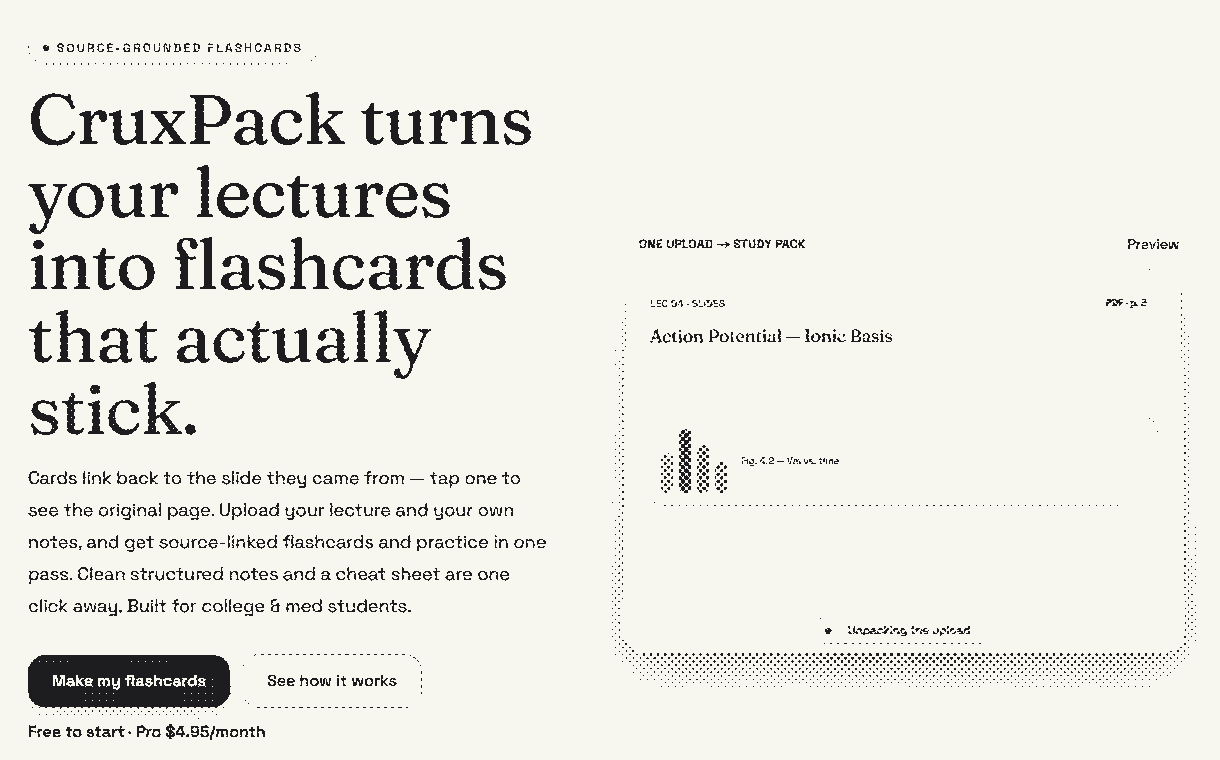 SOURCE-GROUNDED FLASHCARDS
CruxPack turns
your lectures
into flashcards
that actually
stick.
Cards link back to the slide they came from — tap one to
see the original page. Upload your lecture and your own
notes, and get source-linked flashcards and practice in one
pass. Clean structured notes and a cheat sheet are one
click away. Built for college & med students.
Make my flashcards
See how it works
Free to start · Pro $4.95/month
ONE UPLOAD → STUDY PACK
Preview
LEC 04 · SLIDES
PDF · p. 2
Action Potential — Ionic Basis
Fig. 4.2 — Vm vs. time
Unpacking the upload